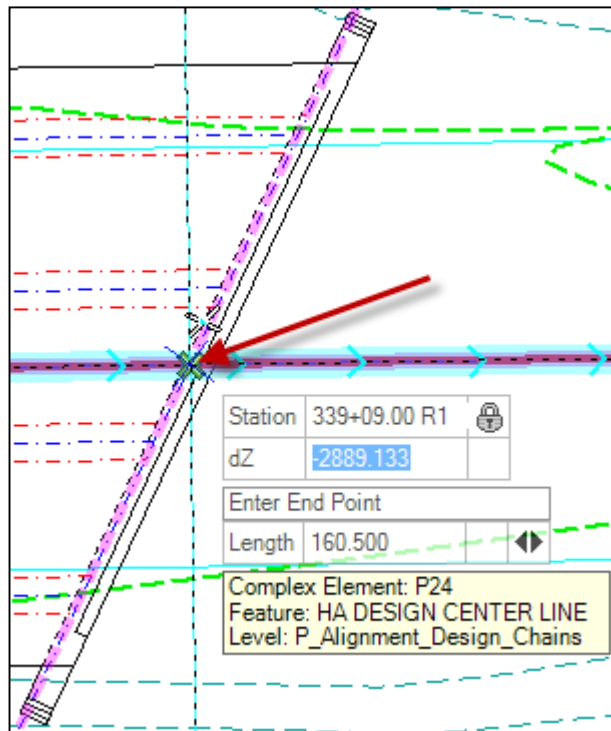 Station 339+09.00 R1
dZ -2889.133
Enter End Point
Length 160.500
Complex Element: P24
Feature: HA DESIGN CENTER LINE
Level: P_Alignment_Design_Chains